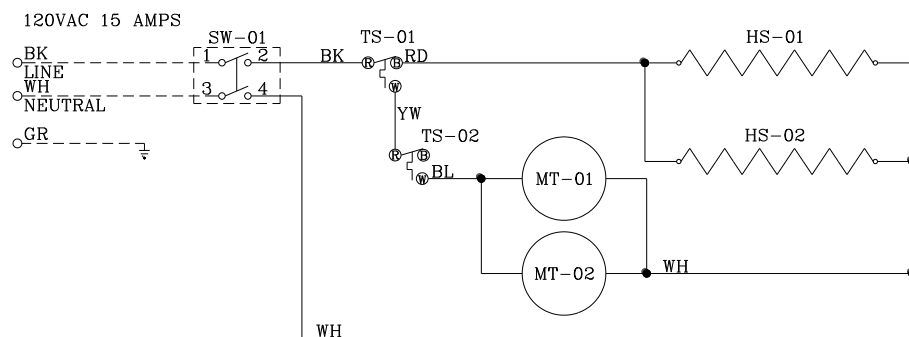 120VAC 15 AMPS
SW-01
TS-01
HS-01
BK
1
2
BK
R
B
RD
LINE
WH
3
4
W
NEUTRAL
YW
GR
TS-02
HS-02
R
B
W
BL
MT-01
MT-02
WH
WH